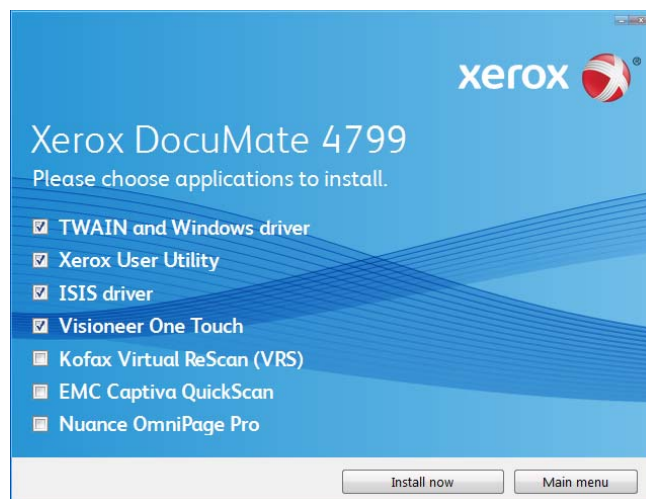 xerox ®
Xerox DocuMate 4799
Please choose applications to install.
TWAIN and Windows driver
Xerox User Utility
ISIS driver
Visioneer One Touch
Kofax Virtual ReScan (VRS)
EMC Captiva QuickScan
Nuance OmniPage Pro
Install now
Main menu